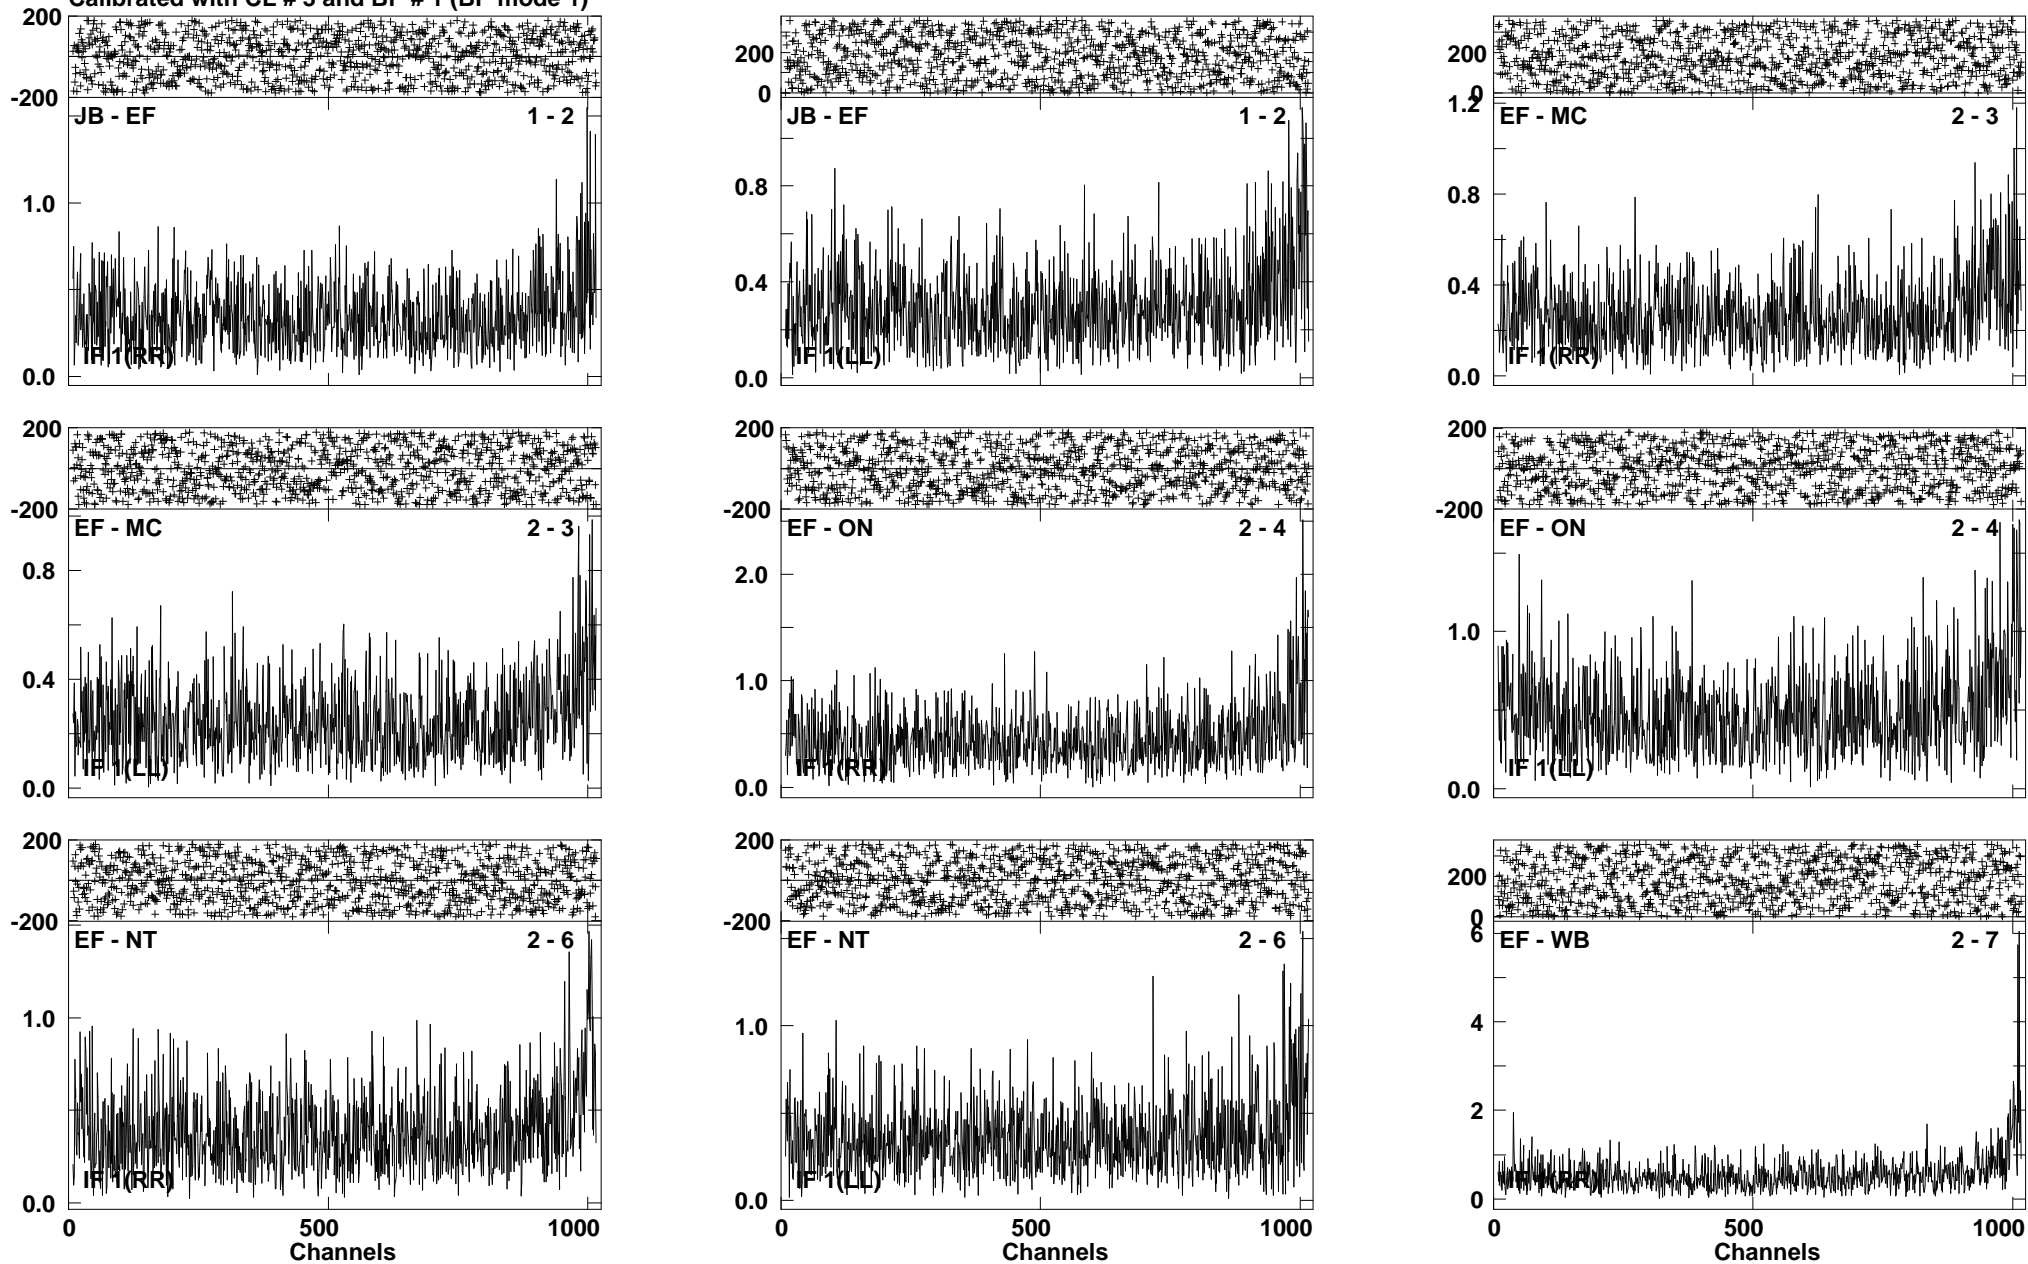 Calibrated with CL # 3 and BP # 1 (BP mode 1)
200
-200
JB - EF 1 - 2
1.0
0.0
IF 1(RR)
200
0
JB - EF 1 - 2
0.8
0.4
0.0
IF 1(LL)
200
0
1.2
EF - MC 2 - 3
0.8
0.4
0.0
IF 1(RR)
200
-200
EF - MC 2 - 3
0.8
0.4
0.0
IF 1(LL)
200
-200
EF - ON 2 - 4
2.0
1.0
0.0
IF 1(RR)
200
-200
EF - ON 2 - 4
1.0
0.0
IF 1(LL)
200
-200
EF - NT 2 - 6
1.0
0.0
IF 1(RR)
0 500 1000
Channels
200
-200
EF - NT 2 - 6
1.0
0.0
IF 1(LL)
0 500 1000
Channels
200
0
6
EF - WB 2 - 7
4
2
0
IF 1(RR)
0 500 1000
Channels